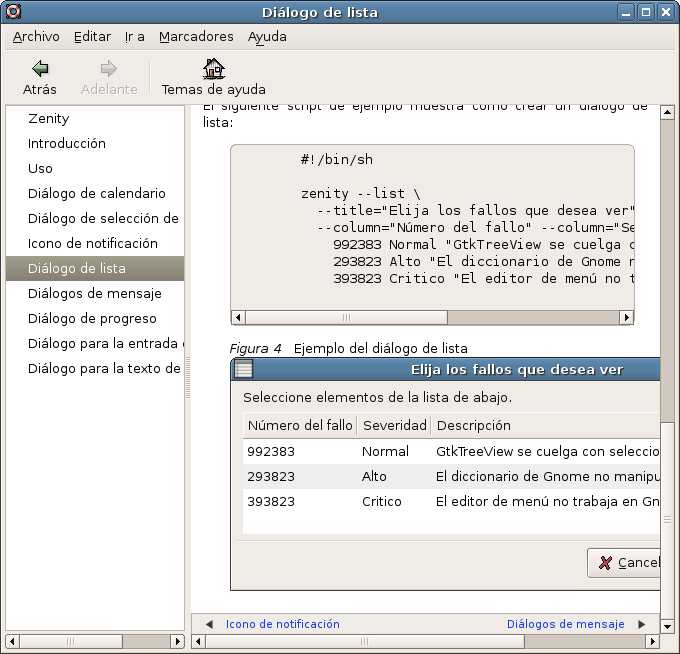 Diálogo de lista
Archivo Editar Ir a Marcadores Ayuda
Atrás Adelante Temas de ayuda
Zenity
Introducción
Uso
Diálogo de calendario
Diálogo de selección de
Icono de notificación
Diálogo de lista
Diálogos de mensaje
Diálogo de progreso
Diálogo para la entrada
Diálogo para la texto de
El siguiente script de ejemplo muestra cómo crear un diálogo de
lista:
#!/bin/sh
zenity --list \
--title="Elija los fallos que desea ver"
--column="Número del fallo" --column="Se
992383 Normal "GtkTreeView se cuelga
293823 Alto "El diccionario de Gnome
393823 Critico "El editor de menú no
Figura 4 Ejemplo del diálogo de lista
Elija los fallos que desea ver
Seleccione elementos de la lista de abajo.
Número del fallo Severidad Descripción
992383 Normal GtkTreeView se cuelga con seleccio
293823 Alto El diccionario de Gnome no manipu
393823 Critico El editor de menú no trabaja en Gn
Cancel
Icono de notificación Diálogos de mensaje